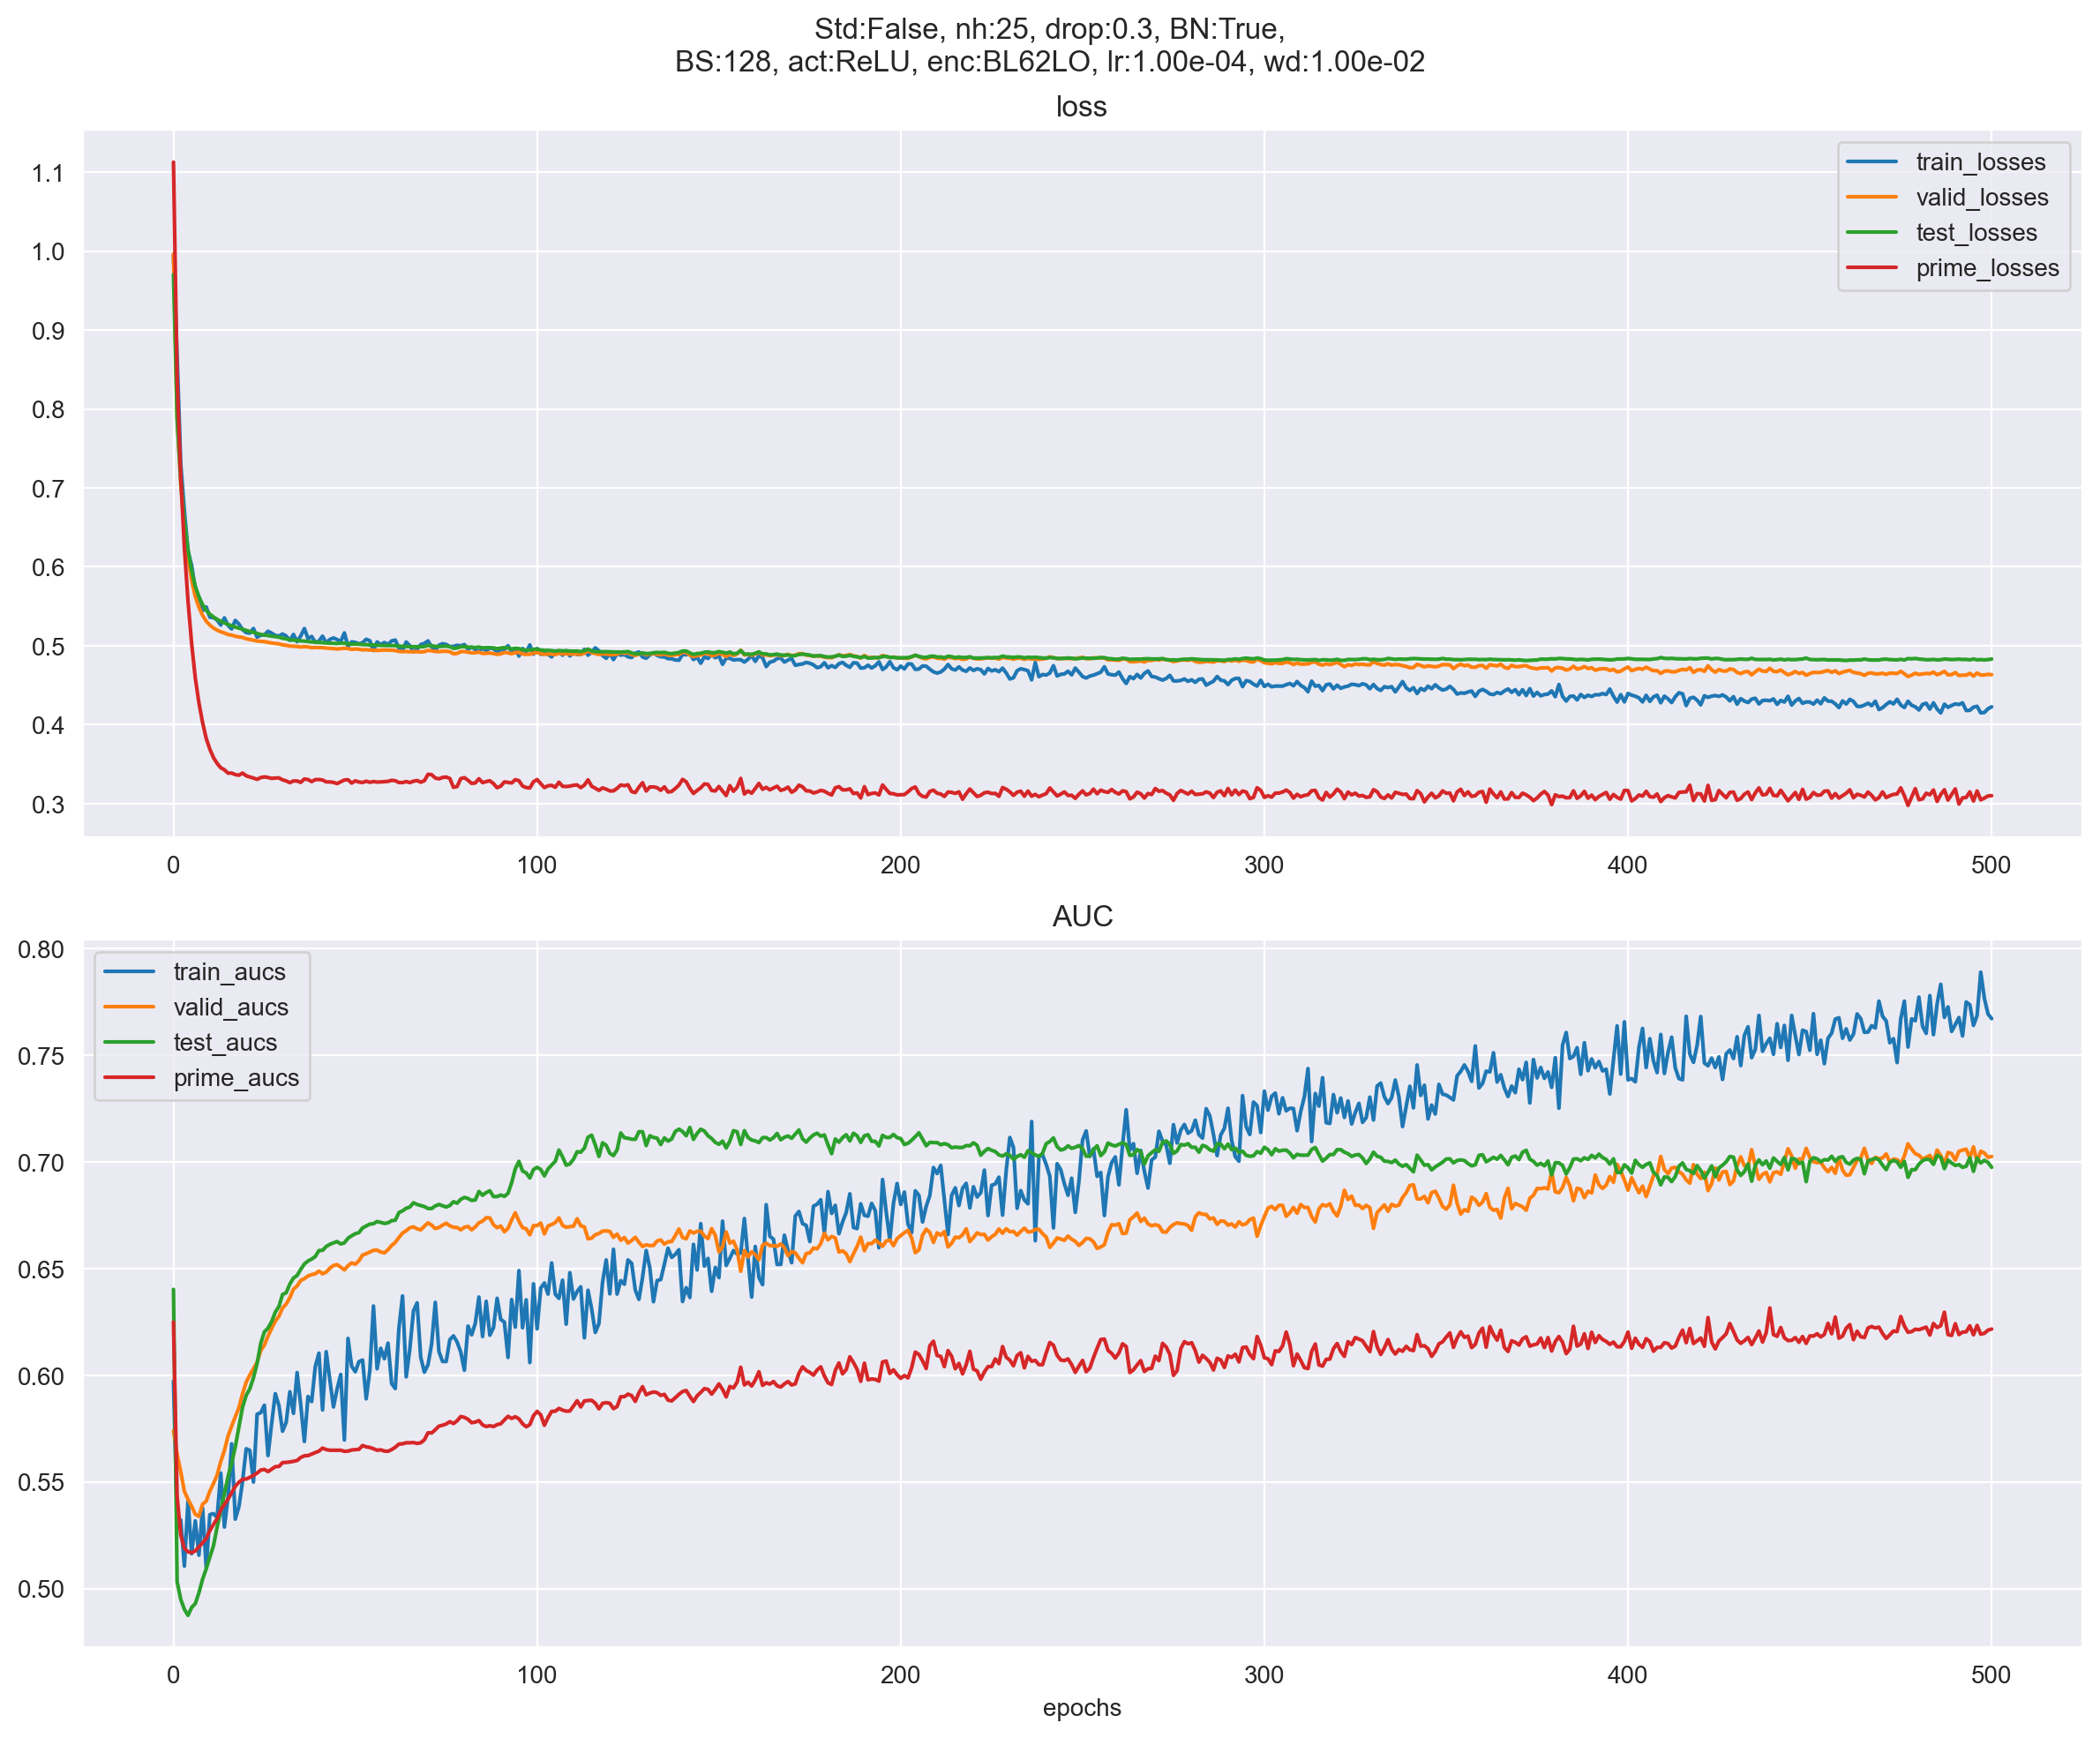 Std:False, nh:25, drop:0.3, BN:True,
BS:128, act:ReLU, enc:BL62LO, lr:1.00e-04, wd:1.00e-02
loss
1.1
1.0
0.9
0.8
0.7
0.6
0.5
0.4
0.3
train_losses
valid_losses
test_losses
prime_losses
0 100 200 300 400 500
AUC
0.80
0.75
0.70
0.65
0.60
0.55
0.50
train_aucs
valid_aucs
test_aucs
prime_aucs
0 100 200 300 400 500
epochs